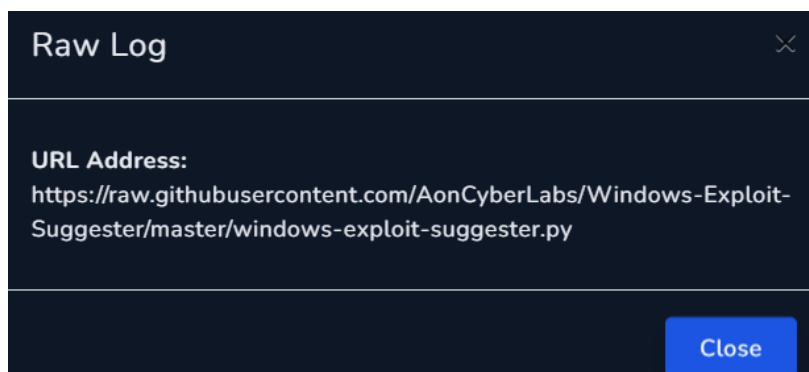 Raw Log
URL Address:
https://raw.githubusercontent.com/AonCyberLabs/Windows-Exploit-
Suggester/master/windows-exploit-suggester.py
Close